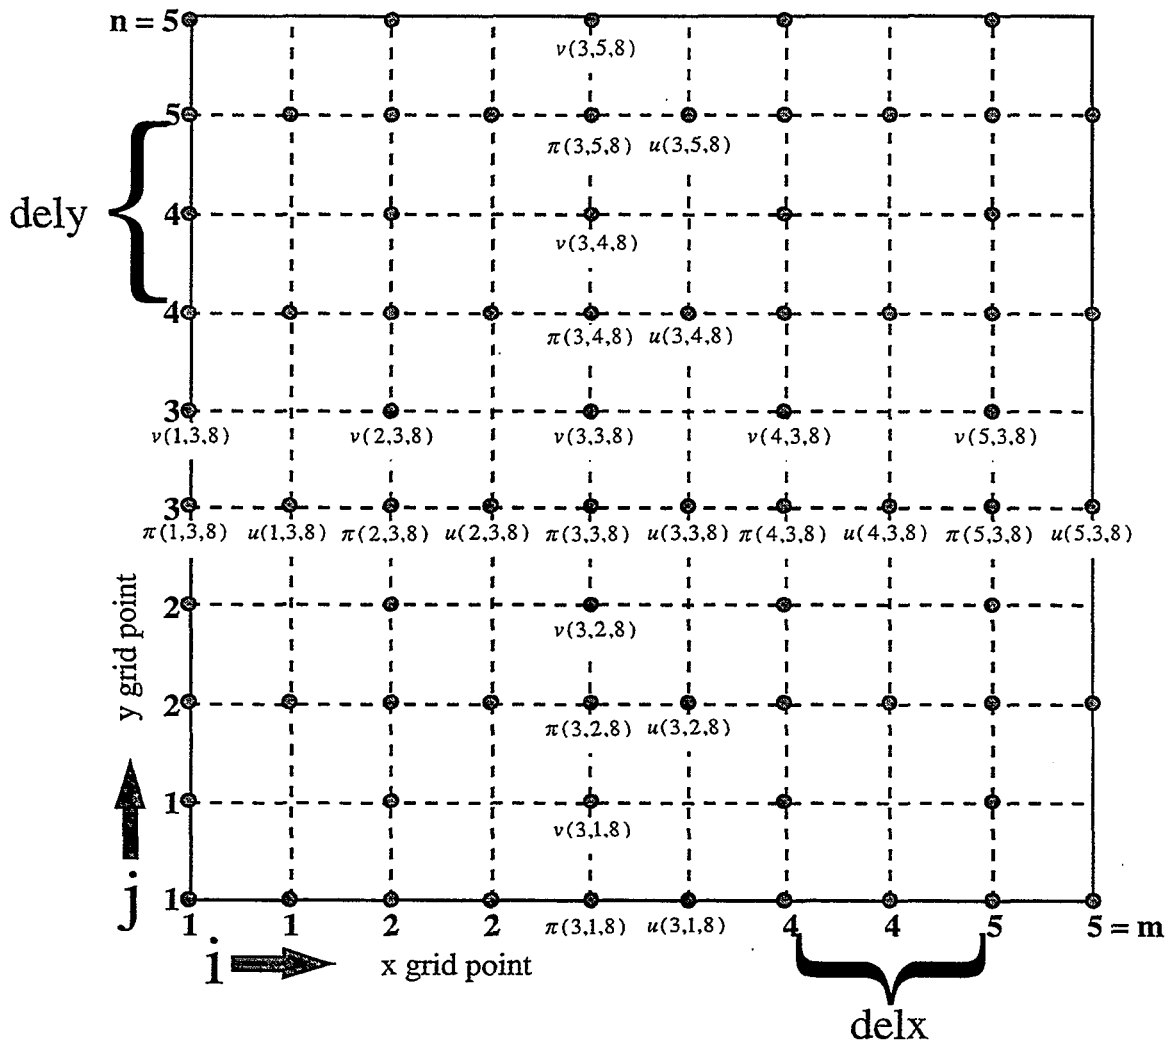 n = 5
v(3,5,8)
5
π(3,5,8) u(3,5,8)
dely
4
v(3,4,8)
4
π(3,4,8) u(3,4,8)
3
v(1,3,8) v(2,3,8) v(3,3,8) v(4,3,8) v(5,3,8)
3
π(1,3,8) u(1,3,8) π(2,3,8) u(2,3,8) π(3,3,8) u(3,3,8) π(4,3,8) u(4,3,8) π(5,3,8) u(5,3,8)
y grid point
2
v(3,2,8)
2
π(3,2,8) u(3,2,8)
1
v(3,1,8)
j
1
1 1 2 2 π(3,1,8) u(3,1,8) 4 4 5 5 = m
i x grid point
delx